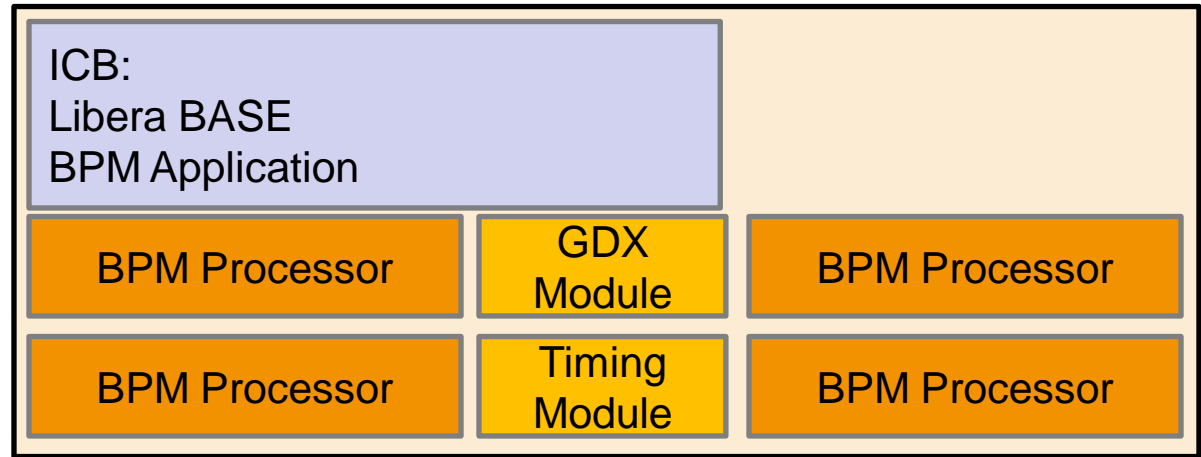 ICB:
Libera BASE
BPM Application
BPM Processor
GDX
Module
BPM Processor
BPM Processor
Timing
Module
BPM Processor